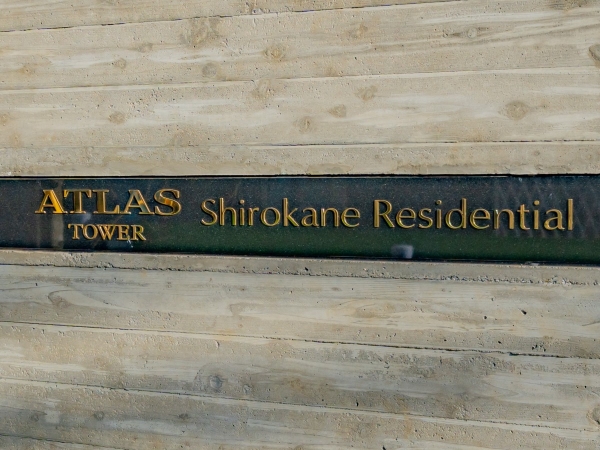 ATLAS
TOWER
Shirokane Residential